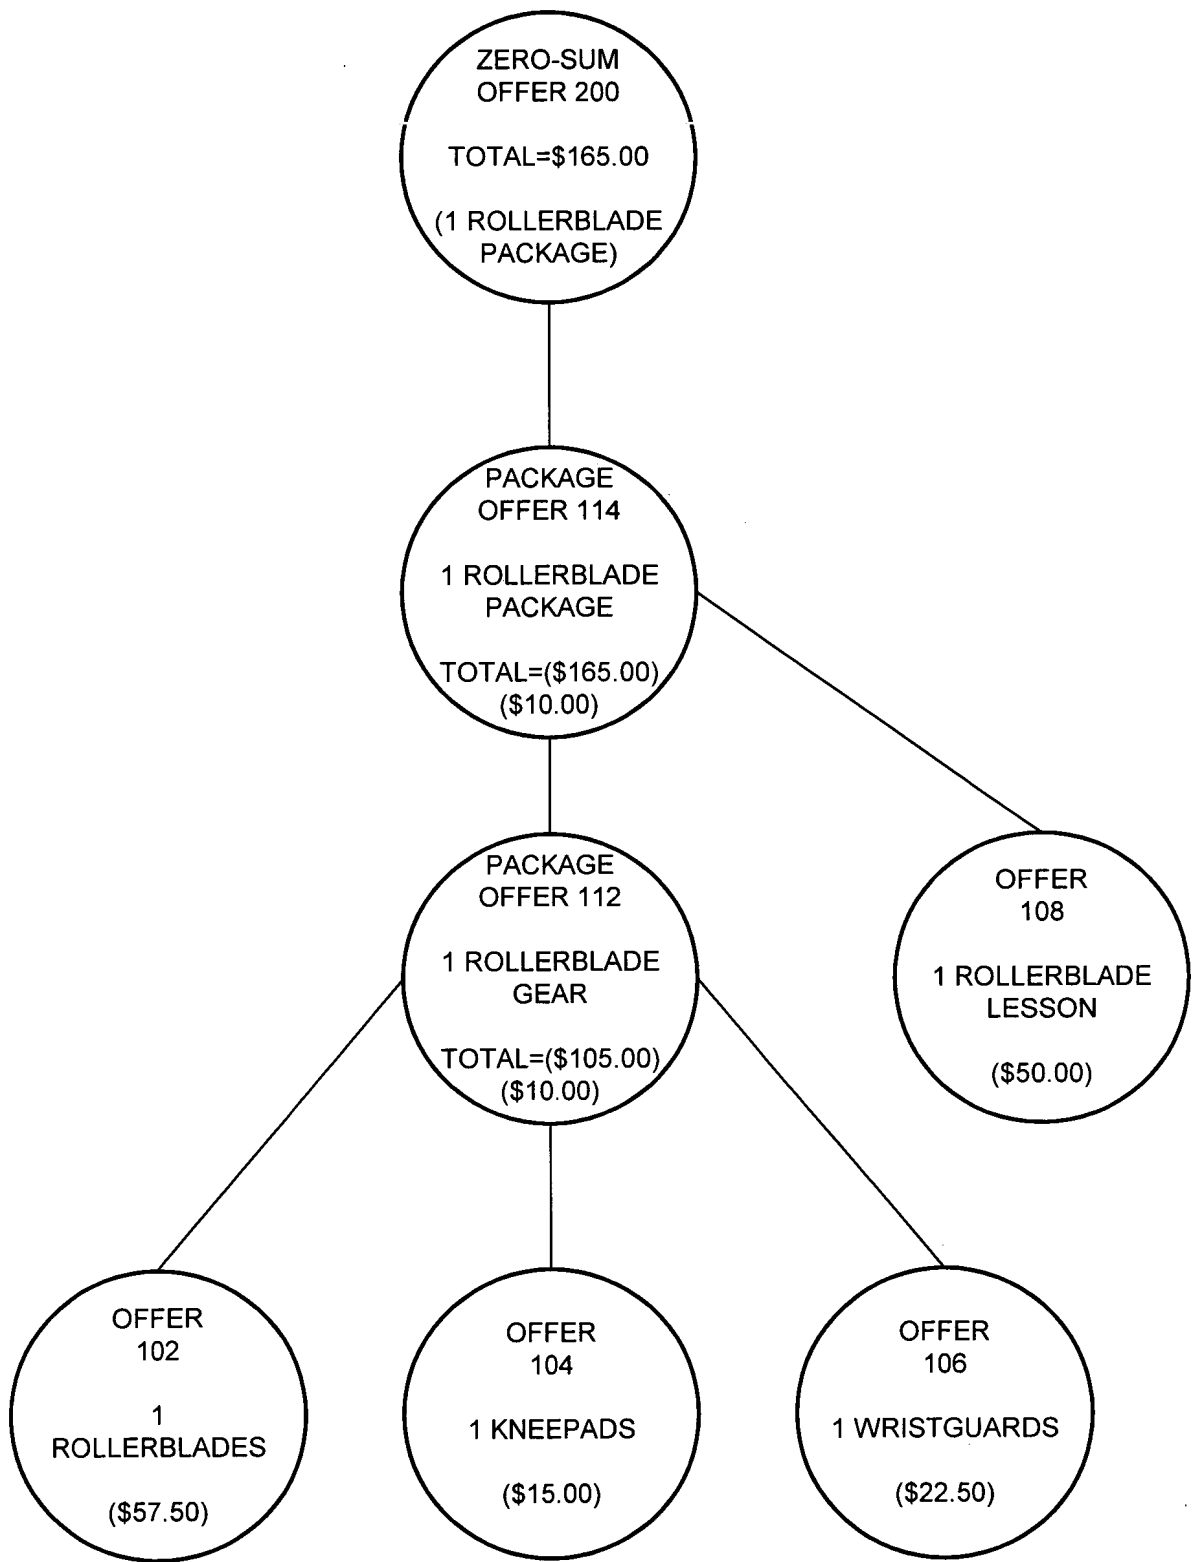 ZERO-SUM
OFFER 200
TOTAL=$165.00
(1 ROLLERBLADE
PACKAGE)
PACKAGE
OFFER 114
1 ROLLERBLADE
PACKAGE
TOTAL=($165.00)
($10.00)
PACKAGE
OFFER 112
1 ROLLERBLADE
GEAR
TOTAL=($105.00)
($10.00)
OFFER
108
1 ROLLERBLADE
LESSON
($50.00)
OFFER
102
1
ROLLERBLADES
($57.50)
OFFER
104
1 KNEEPADS
($15.00)
OFFER
106
1 WRISTGUARDS
($22.50)